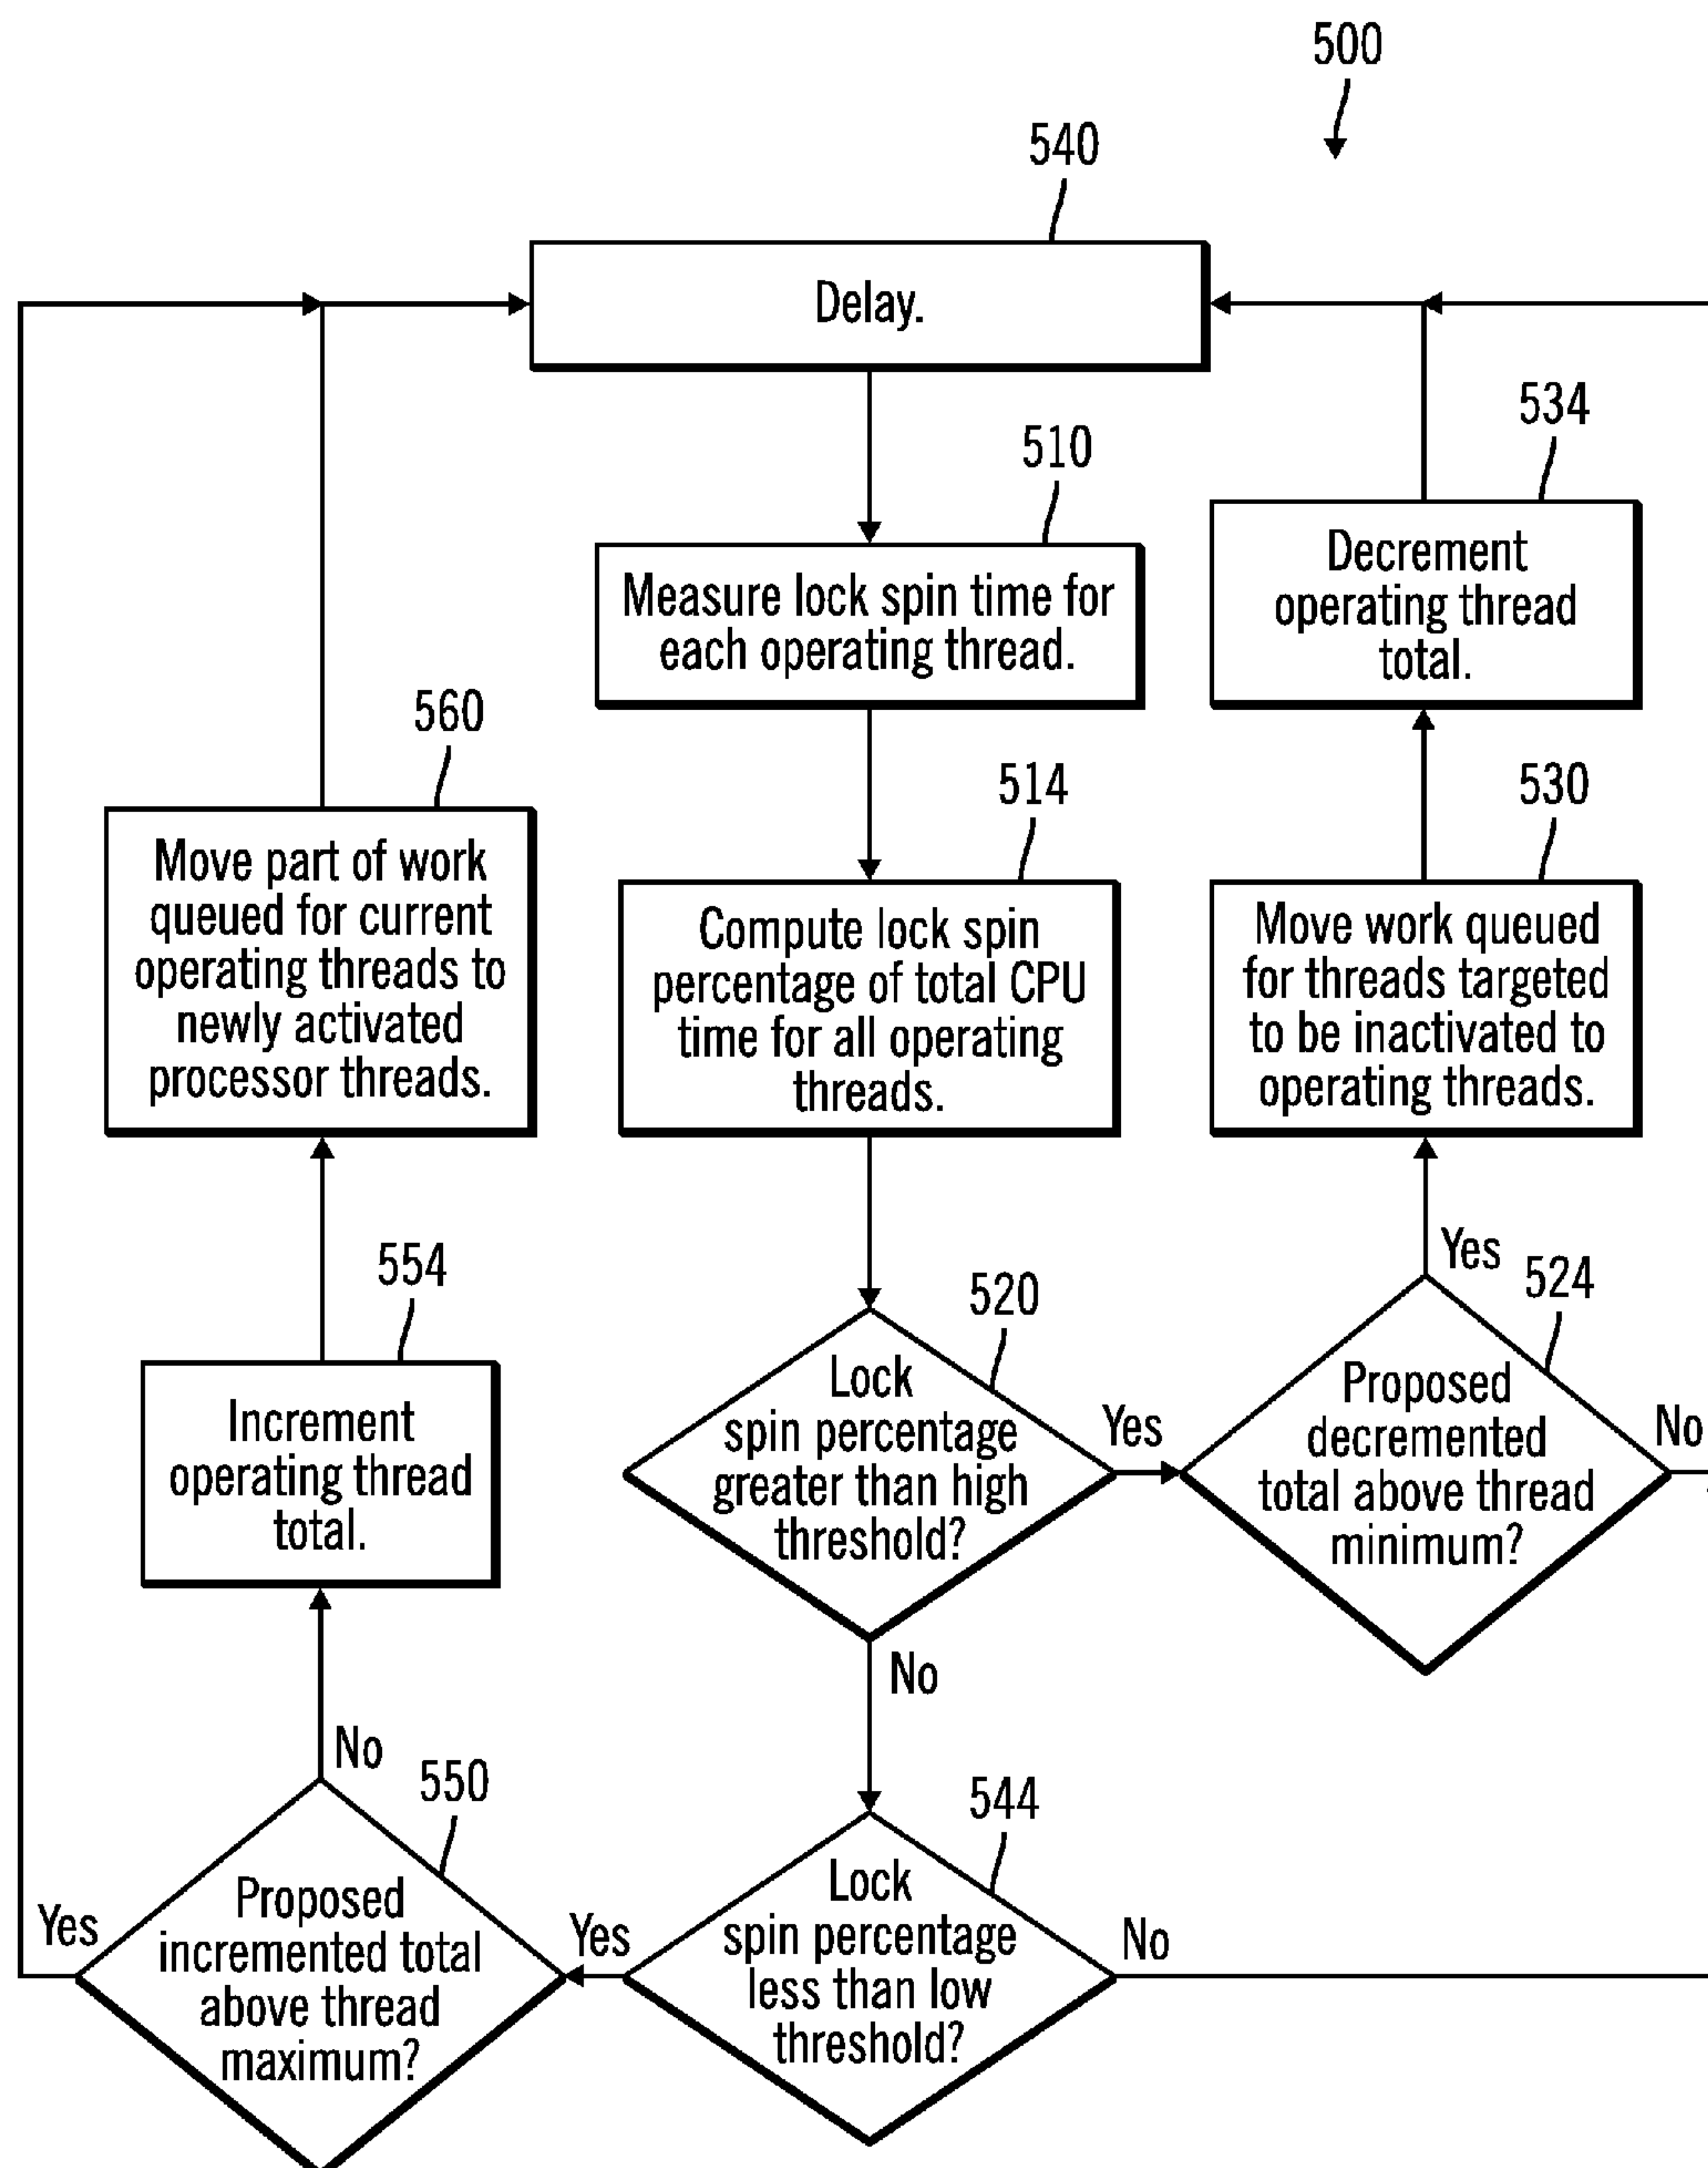 500
540
Delay.
510
Measure lock spin time for
each operating thread.
534
Decrement
operating thread
total.
560
Move part of work
queued for current
operating threads to
newly activated
processor threads.
514
Compute lock spin
percentage of total CPU
time for all operating
threads.
530
Move work queued
for threads targeted
to be inactivated to
operating threads.
554
Increment
operating thread
total.
520
Lock
spin percentage
greater than high
threshold?
Yes
No
Yes
524
Proposed
decremented
total above thread
minimum?
No
No
550
Proposed
incremented total
above thread
maximum?
Yes
Yes
544
Lock
spin percentage
less than low
threshold?
No